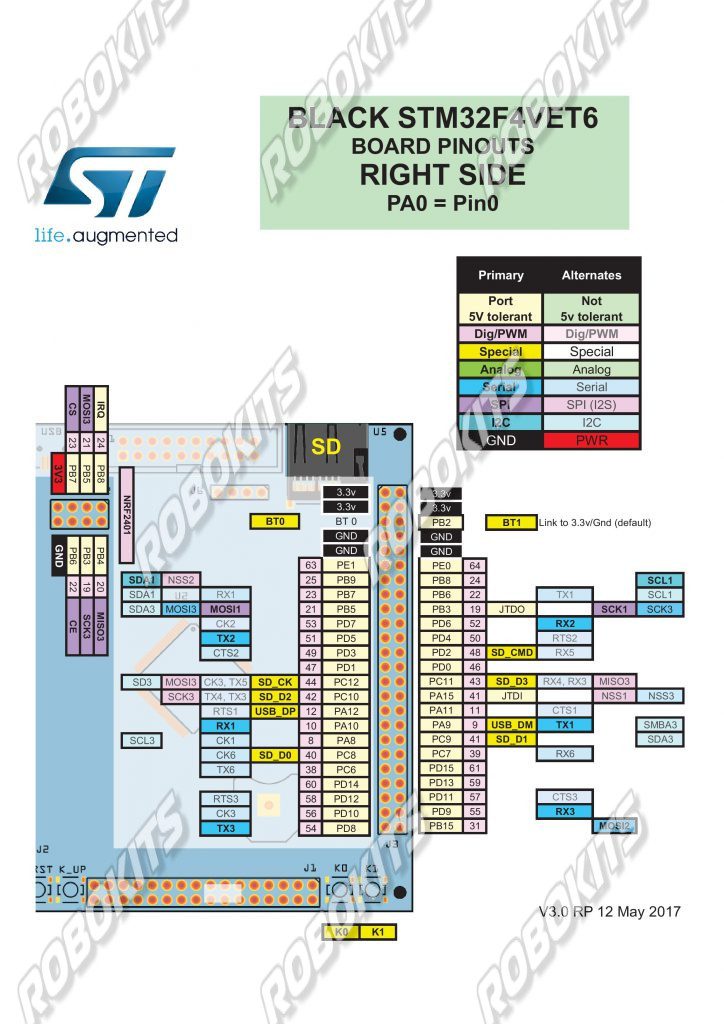 BLACK STM32F4VET6
BOARD PINOUTS
RIGHT SIDE
PA0 = Pin0
ST
life.augmented
Primary Alternates
Port 5V tolerant Not 5v tolerant
Dig/PWM Dig/PWM
Special Special
Analog Analog
Serial Serial
SPI SPI (I2S)
I2C I2C
GND PWR
CS MOSI3 IRQ
23 21 24
3V3 PB7 PB5 PB8
NRF2401
GND PB6 PB3 PB4
22 19 20
CE SCK3 MISO3
USB
J6
U2
SD
U5
3.3v 3.3v
3.3v 3.3v
BT0 BT 0 PB2 BT1 Link to 3.3v/Gnd (default)
GND GND
GND GND
63 PE1 PE0 64
SDA1 NSS2 25 PB9 PB8 24 SCL1
SDA1 RX1 23 PB7 PB6 22 TX1 SCL1
SDA3 MOSI3 MOSI1 21 PB5 PB3 19 JTDO SCK1 SCK3
CK2 53 PD7 PD6 52 RX2
TX2 51 PD5 PD4 50 RTS2
CTS2 49 PD3 PD2 48 SD_CMD RX5
47 PD1 PD0 46
SD3 MOSI3 CK3, TX5 SD_CK 44 PC12 PC11 43 SD_D3 RX4, RX3 MISO3
SCK3 TX4, TX3 SD_D2 42 PC10 PA15 41 JTDI NSS1 NSS3
RTS1 USB_DP 12 PA12 PA11 11 CTS1
RX1 10 PA10 PA9 9 USB_DM TX1 SMBA3
SCL3 CK1 8 PA8 PC9 41 SD_D1 SDA3
CK6 SD_D0 40 PC8 PC7 39 RX6
TX6 38 PC6 PD15 61
60 PD14 PD13 59
RTS3 58 PD12 PD11 57 CTS3
CK3 56 PD10 PD9 55 RX3
TX3 54 PD8 PB15 31 MOSI2
J2
J3
RST K_UP J1 K0 K1
K0 K1
V3.0 RP 12 May 2017
ROBOKITS
ROBOKITS
ROBOKITS
ROBOKITS
ROBOKITS
ROBOKITS
ROBOKITS
ROBOKITS
ROBOKITS